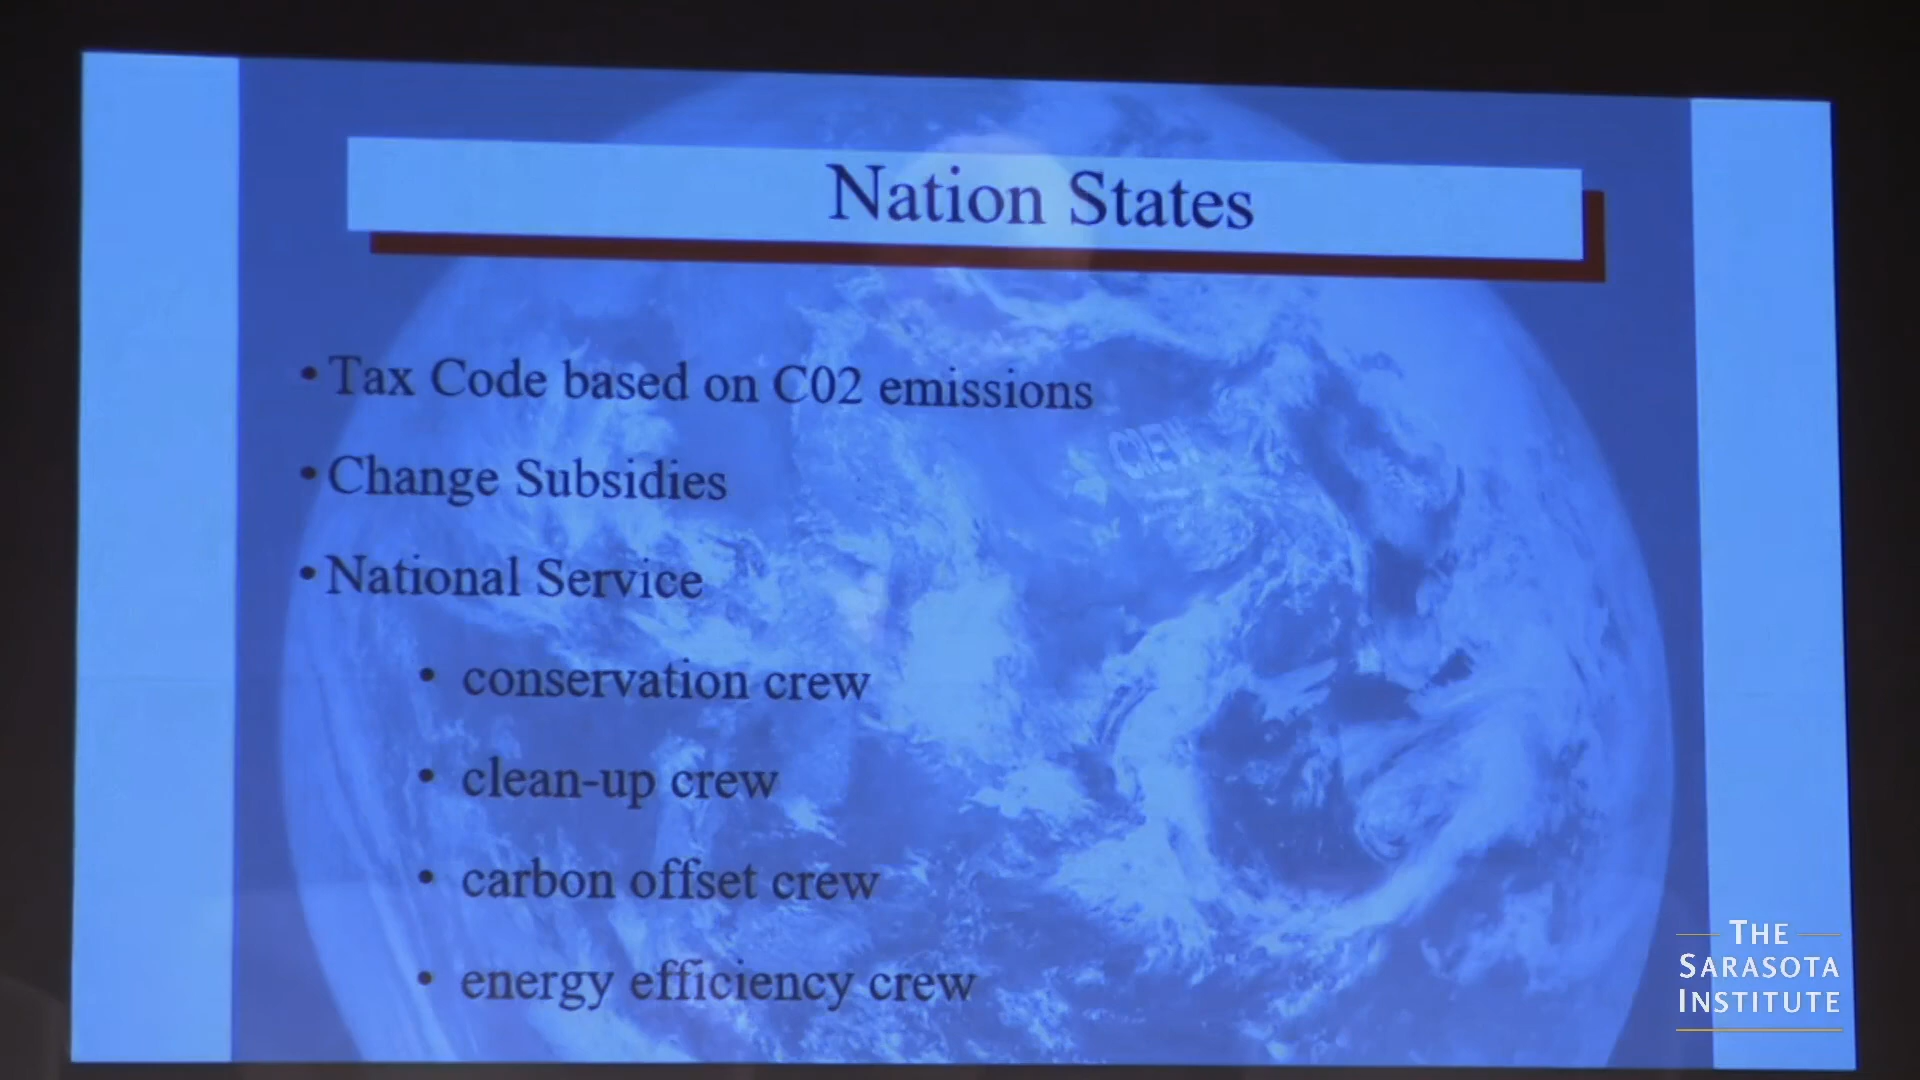 Nation States
• Tax Code based on C02 emissions
CREW
• Change Subsidies
• National Service
• conservation crew
• clean-up crew
• carbon offset crew
• energy efficiency crew
THE
SARASOTA
INSTITUTE